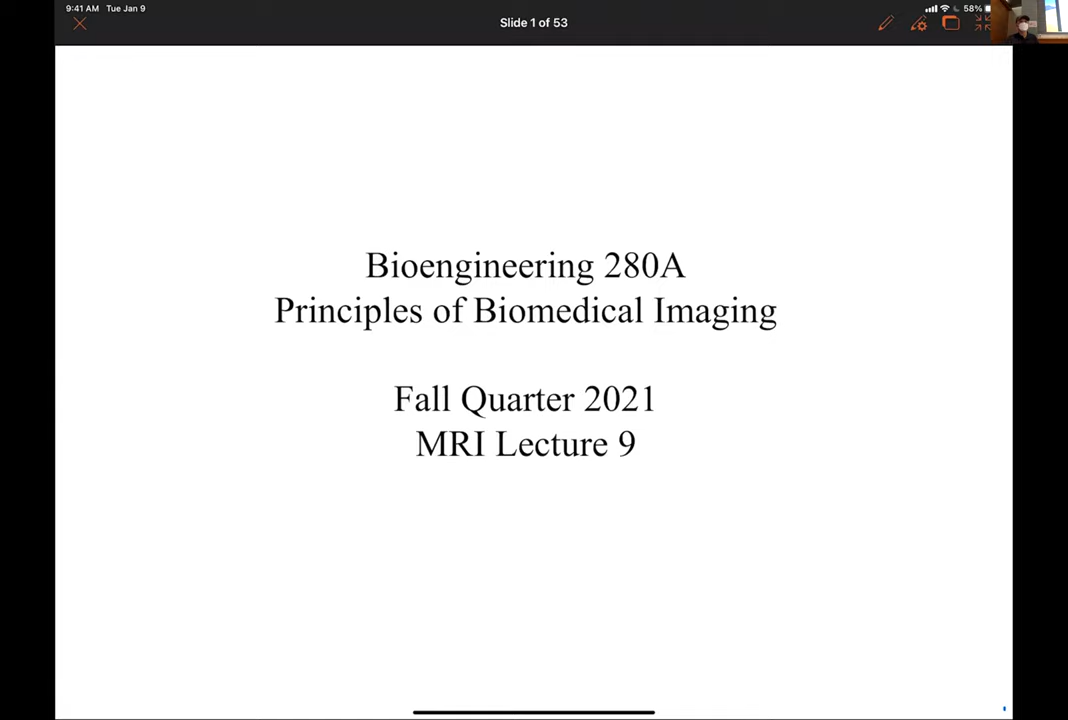 9:41 AM Tue Jan 9
58%
Slide 1 of 53
Bioengineering 280A
Principles of Biomedical Imaging
Fall Quarter 2021
MRI Lecture 9